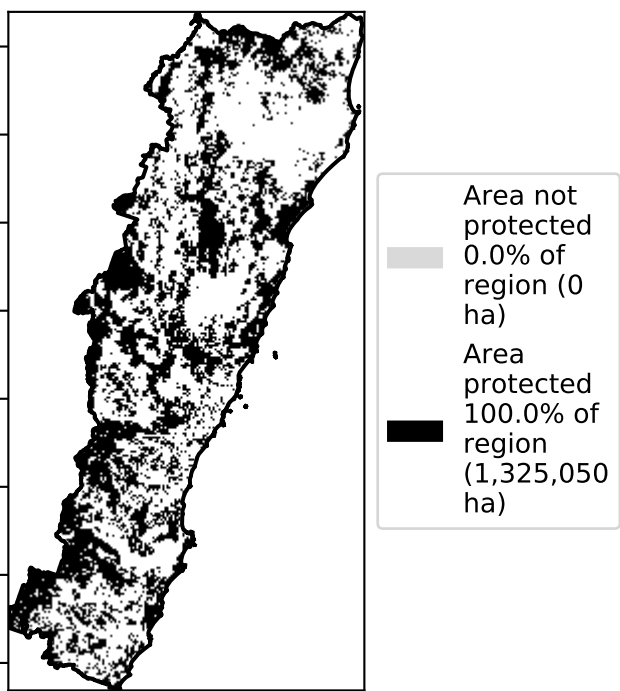 Area not
protected
0.0% of
region (0
ha)
Area
protected
100.0% of
region
(1,325,050
ha)